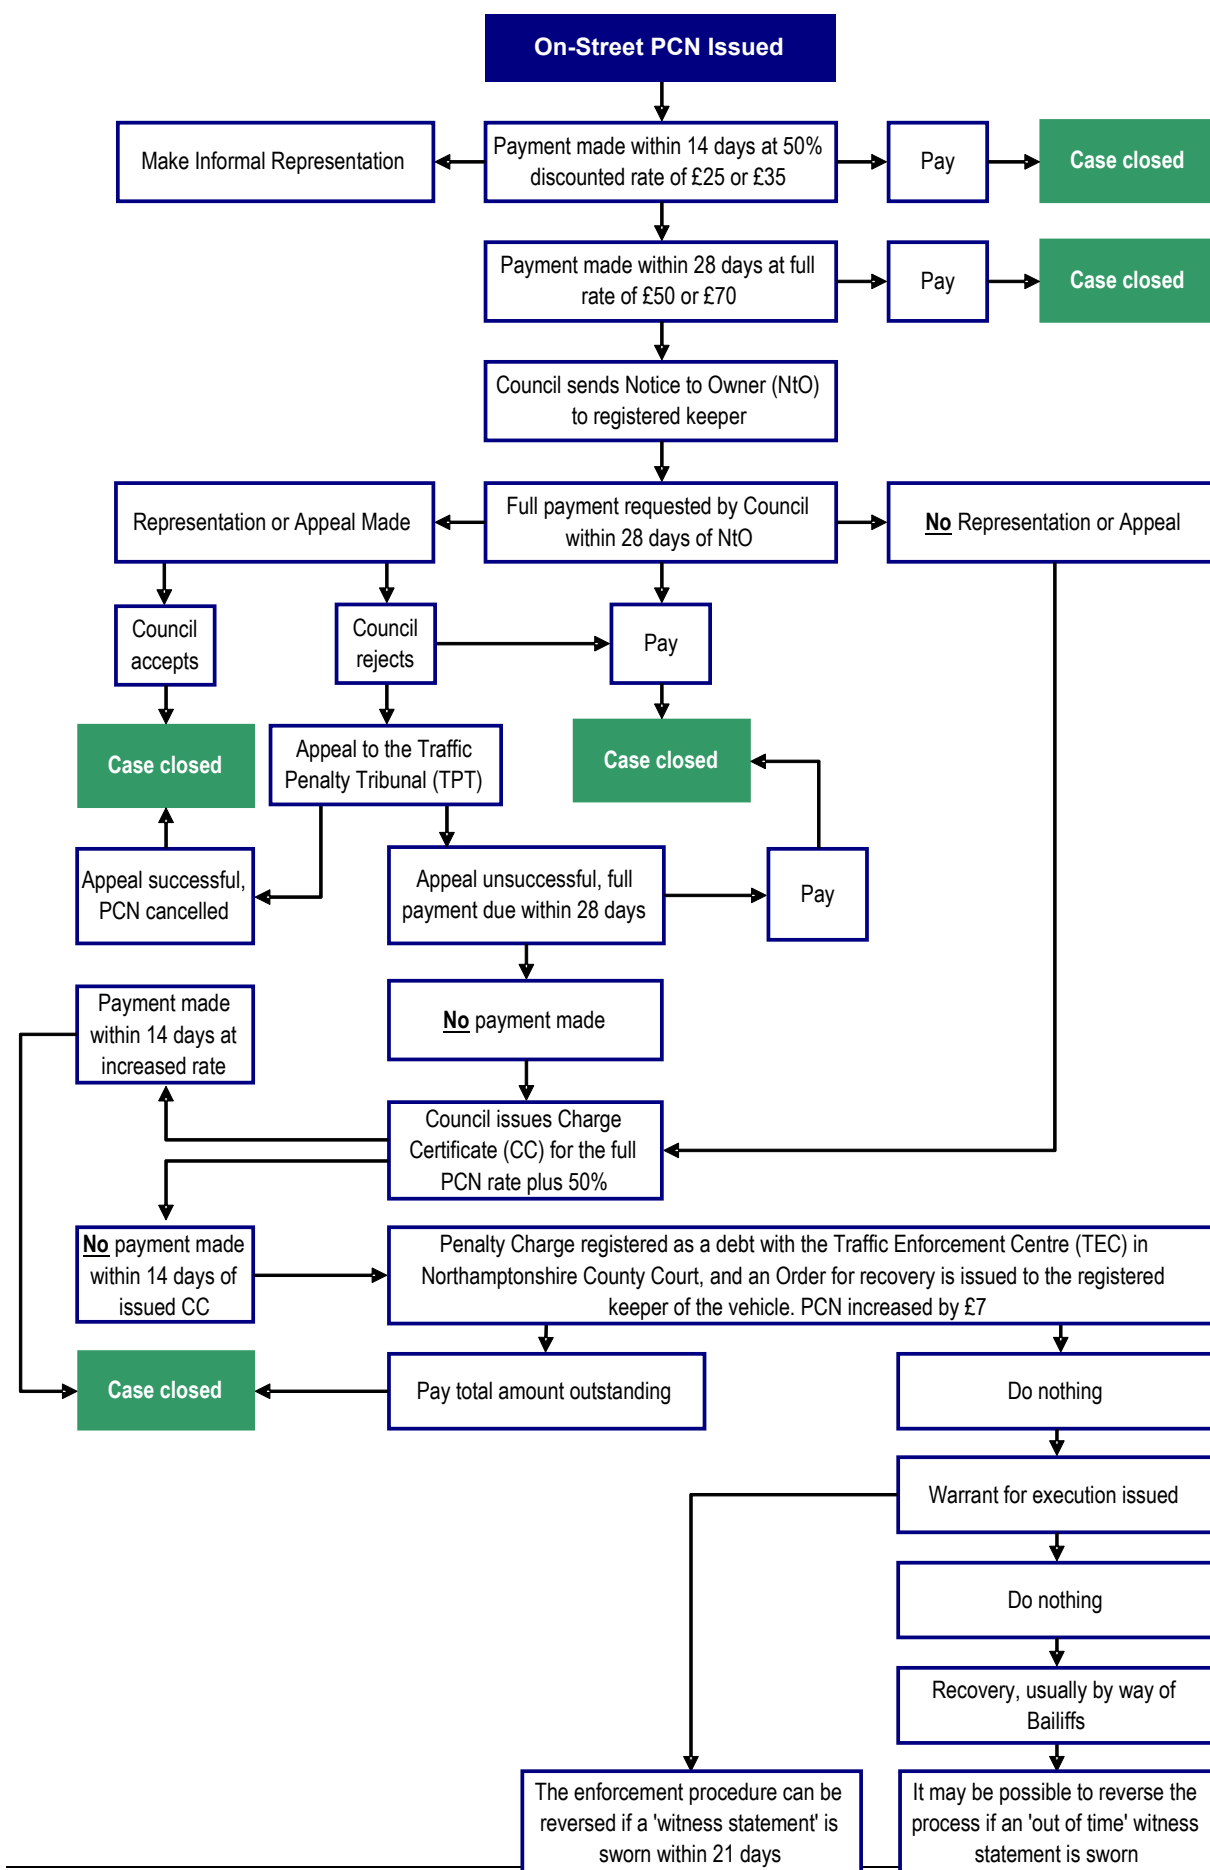 On-Street PCN Issued
Make Informal Representation
Payment made within 14 days at 50%
discounted rate of £25 or £35
Pay
Case closed
Payment made within 28 days at full
rate of £50 or £70
Pay
Case closed
Council sends Notice to Owner (NtO)
to registered keeper
Representation or Appeal Made
Full payment requested by Council
within 28 days of NtO
No Representation or Appeal
Council
accepts
Council
rejects
Pay
Case closed
Appeal to the Traffic
Penalty Tribunal (TPT)
Case closed
Appeal successful,
PCN cancelled
Appeal unsuccessful, full
payment due within 28 days
Pay
Payment made
within 14 days at
increased rate
No payment made
Council issues Charge
Certificate (CC) for the full
PCN rate plus 50%
No payment made
within 14 days of
issued CC
Penalty Charge registered as a debt with the Traffic Enforcement Centre (TEC) in
Northamptonshire County Court, and an Order for recovery is issued to the registered
keeper of the vehicle. PCN increased by £7
Case closed
Pay total amount outstanding
Do nothing
Warrant for execution issued
Do nothing
Recovery, usually by way of
Bailiffs
The enforcement procedure can be
reversed if a 'witness statement' is
sworn within 21 days
It may be possible to reverse the
process if an 'out of time' witness
statement is sworn